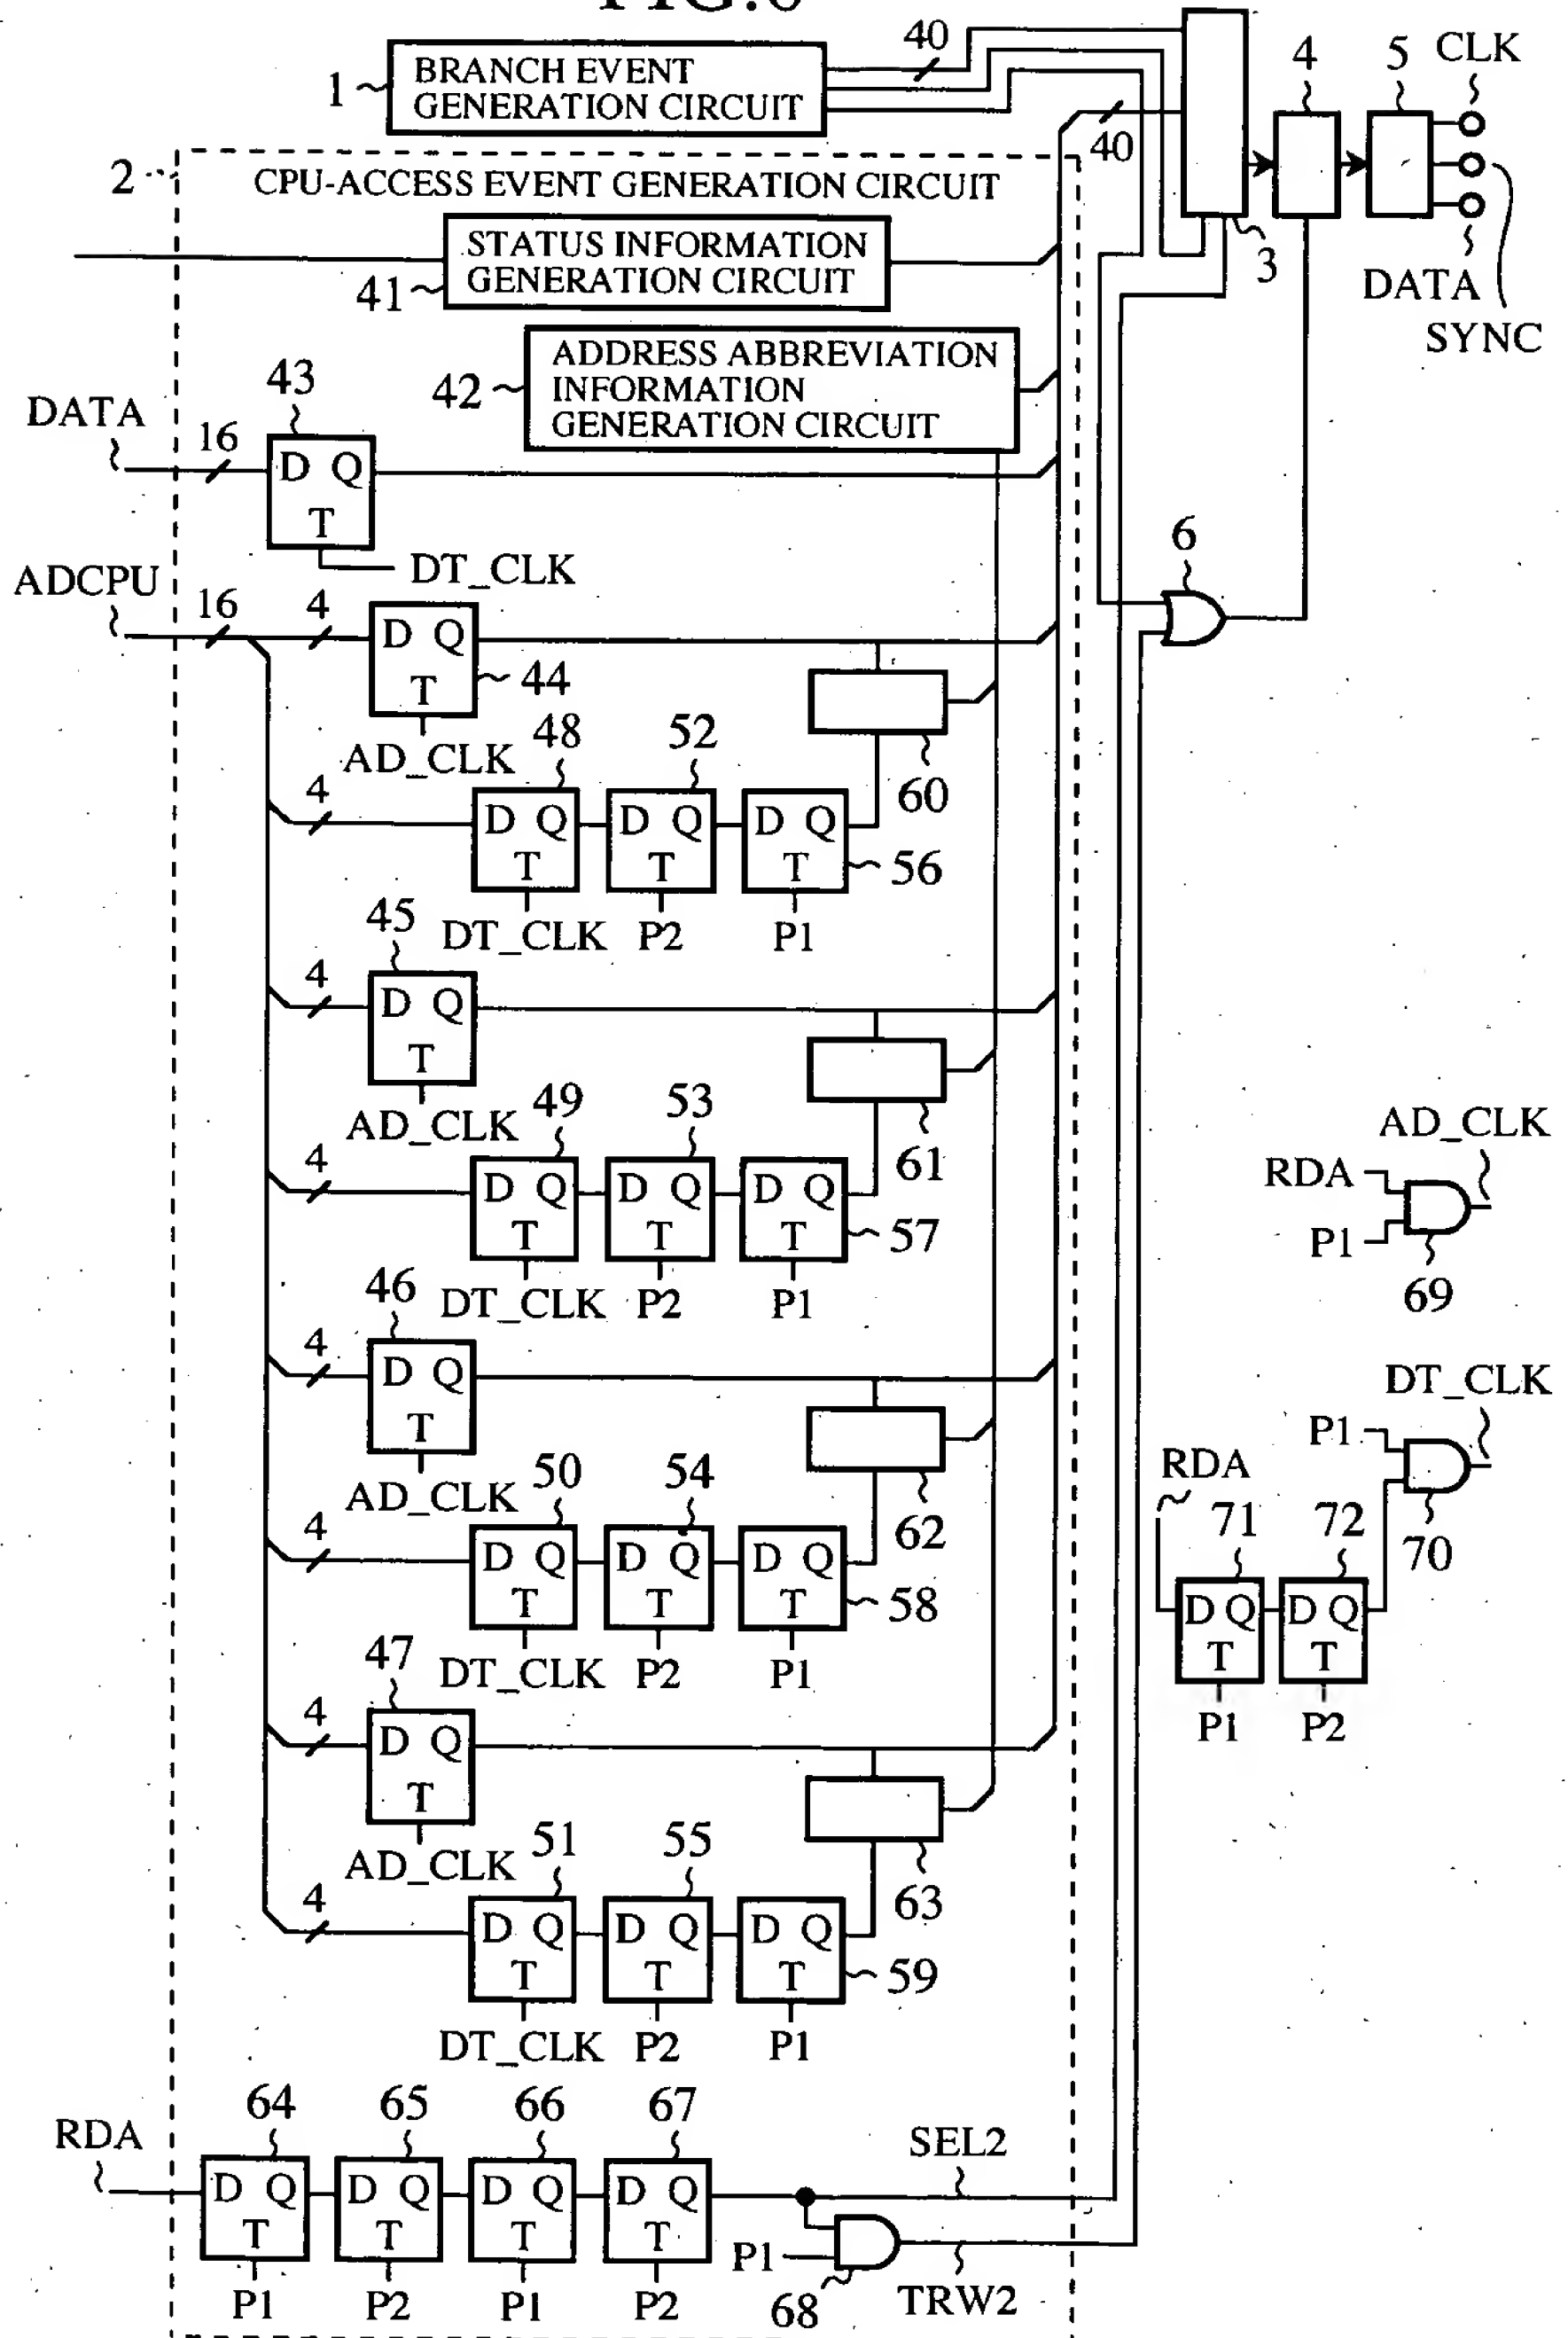 FIG.6
40
BRANCH EVENT
GENERATION CIRCUIT
1
4
5
CLK
40
2
CPU-ACCESS EVENT GENERATION CIRCUIT
STATUS INFORMATION
GENERATION CIRCUIT
41
3
DATA
SYNC
ADDRESS ABBREVIATION
INFORMATION
GENERATION CIRCUIT
42
43
DATA
16
D Q
T
DT_CLK
6
ADCPU
16
4
D Q
T
44
AD_CLK
48
52
60
4
D Q
T
D Q
T
D Q
T
56
DT_CLK
P2
P1
45
4
D Q
T
AD_CLK
49
53
61
4
D Q
T
D Q
T
D Q
T
57
DT_CLK
P2
P1
AD_CLK
RDA
P1
69
46
4
D Q
T
AD_CLK
50
54
62
4
D Q
T
D Q
T
D Q
T
58
DT_CLK
P2
P1
DT_CLK
P1
70
RDA
71
72
D Q
T
D Q
T
P1
P2
47
4
D Q
T
AD_CLK
51
55
63
4
D Q
T
D Q
T
D Q
T
59
DT_CLK
P2
P1
64
65
66
67
RDA
D Q
T
D Q
T
D Q
T
D Q
T
P1
P2
P1
P2
SEL2
P1
68
TRW2